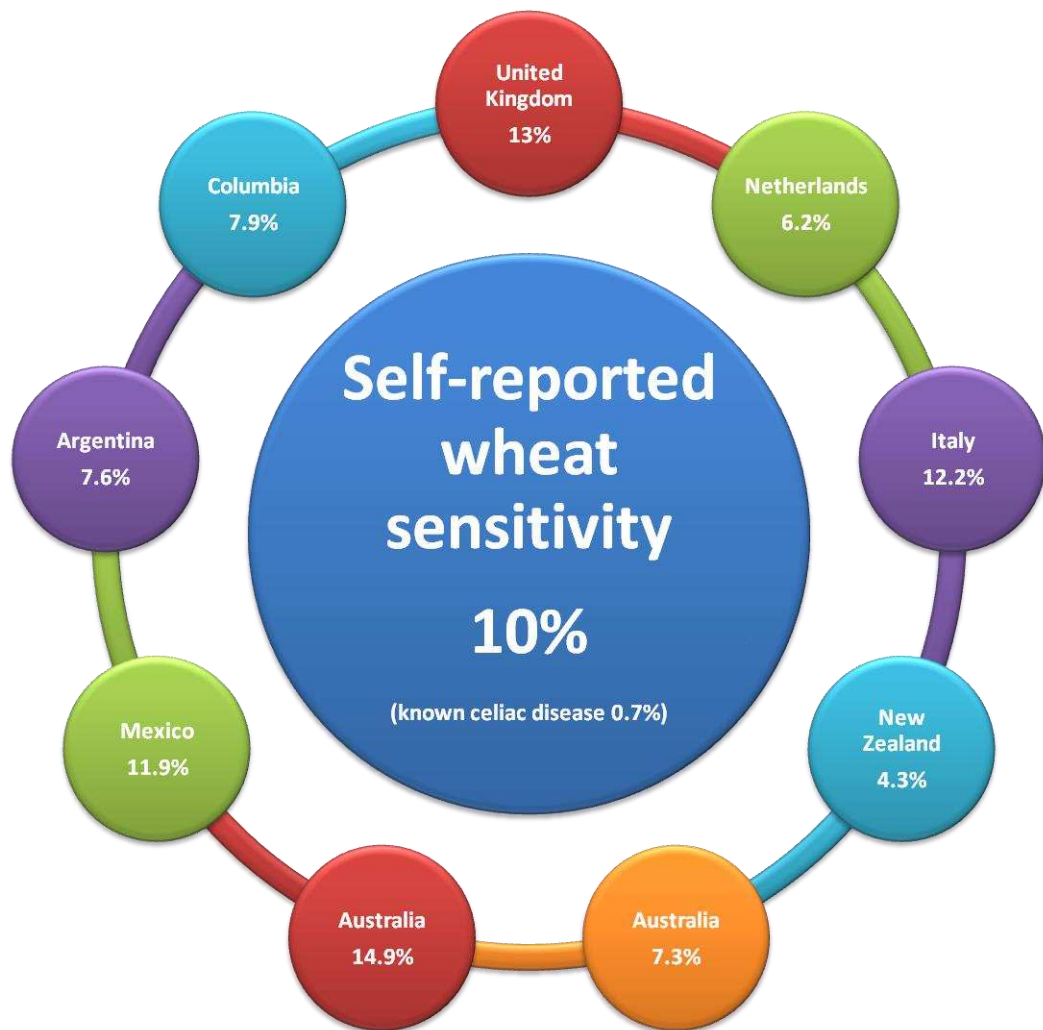 United
Kingdom
13%
Netherlands
6.2%
Italy
12.2%
New
Zealand
4.3%
Australia
7.3%
Australia
14.9%
Mexico
11.9%
Argentina
7.6%
Columbia
7.9%
Self-reported
wheat
sensitivity
10%
(known celiac disease 0.7%)